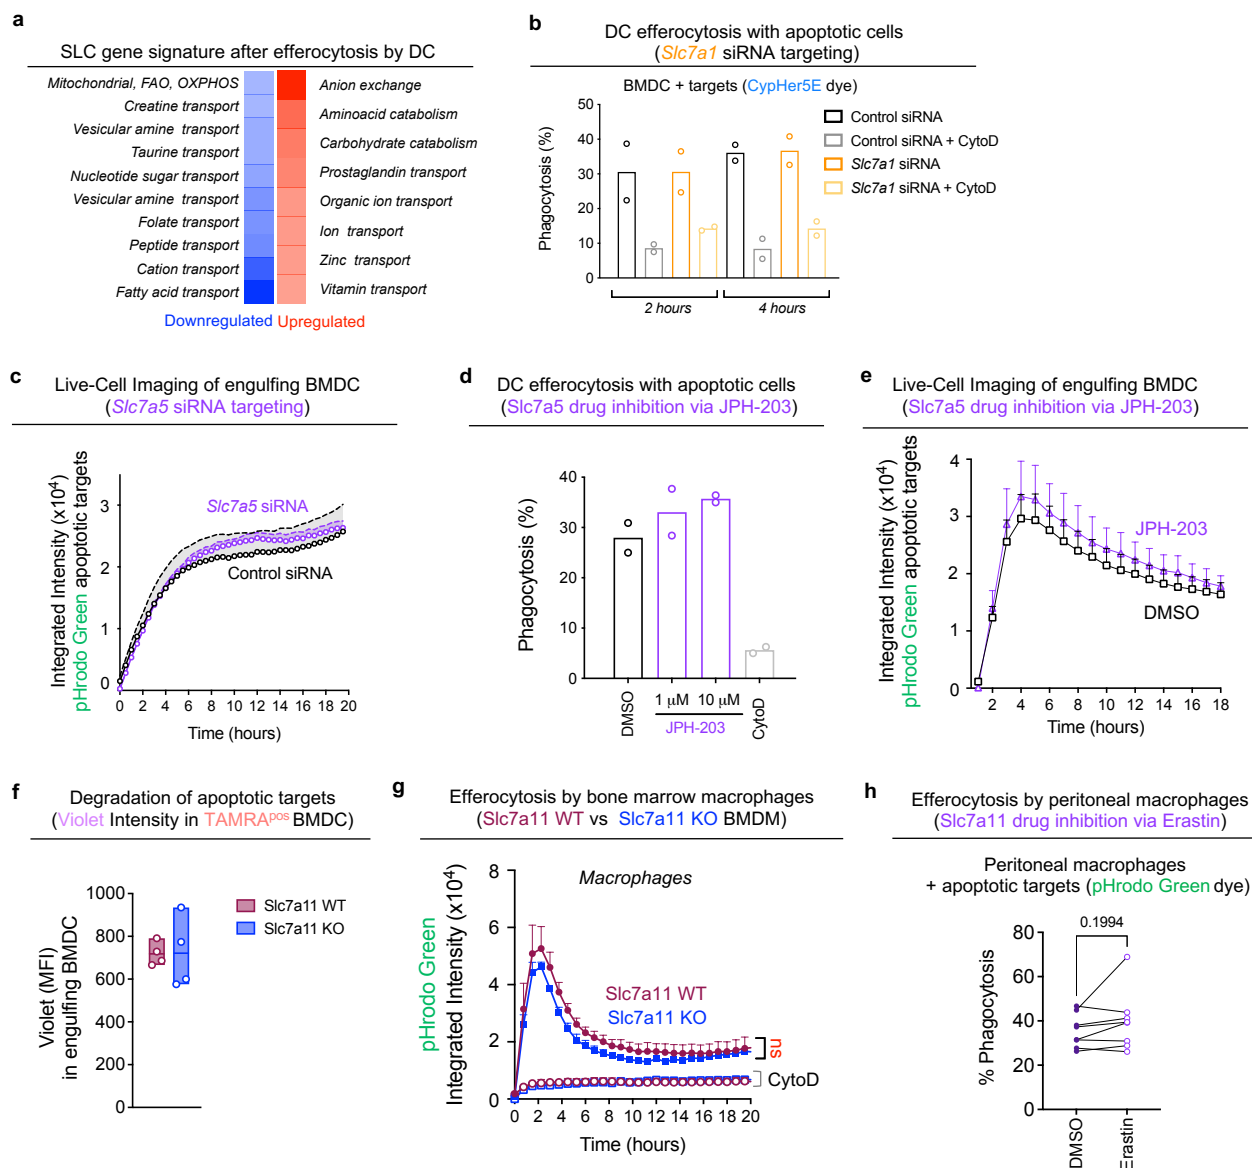 a
SLC gene signature after efferocytosis by DC
Mitochondrial, FAO, OXPHOS
Creatine transport
Vesicular amine transport
Taurine transport
Nucleotide sugar transport
Vesicular amine transport
Folate transport
Peptide transport
Cation transport
Fatty acid transport
Anion exchange
Aminoacid catabolism
Carbohydrate catabolism
Prostaglandin transport
Organic ion transport
Ion transport
Zinc transport
Vitamin transport
Downregulated Upregulated
b
DC efferocytosis with apoptotic cells
(Slc7a1 siRNA targeting)
BMDC + targets (CypHer5E dye)
Phagocytosis (%)
50
40
30
20
10
0
2 hours
4 hours
Control siRNA
Control siRNA + CytoD
Slc7a1 siRNA
Slc7a1 siRNA + CytoD
c
Live-Cell Imaging of engulfing BMDC
(Slc7a5 siRNA targeting)
Integrated Intensity (x10⁴)
pHrodo Green apoptotic targets
3
2
1
0
Slc7a5 siRNA
Control siRNA
0 2 4 6 8 10 12 14 16 18 20
Time (hours)
d
DC efferocytosis with apoptotic cells
(Slc7a5 drug inhibition via JPH-203)
Phagocytosis (%)
40
30
20
10
0
DMSO
1 μM
10 μM
JPH-203
CytoD
e
Live-Cell Imaging of engulfing BMDC
(Slc7a5 drug inhibition via JPH-203)
Integrated Intensity (x10⁴)
pHrodo Green apoptotic targets
4
3
2
1
0
JPH-203
DMSO
2 4 6 8 10 12 14 16 18
Time (hours)
f
Degradation of apoptotic targets
(Violet Intensity in TAMRAᵖᵒˢ BMDC)
Violet (MFI)
in engulfing BMDC
1000
800
600
400
200
0
Slc7a11 WT
Slc7a11 KO
g
Efferocytosis by bone marrow macrophages
(Slc7a11 WT vs Slc7a11 KO BMDM)
pHrodo Green
Integrated Intensity (x10⁴)
8
6
4
2
0
Macrophages
Slc7a11 WT
Slc7a11 KO
ns
CytoD
0 2 4 6 8 10 12 14 16 18 20
Time (hours)
h
Efferocytosis by peritoneal macrophages
(Slc7a11 drug inhibition via Erastin)
Peritoneal macrophages
+ apoptotic targets (pHrodo Green dye)
% Phagocytosis
80
60
40
20
0
0.1994
DMSO
Erastin